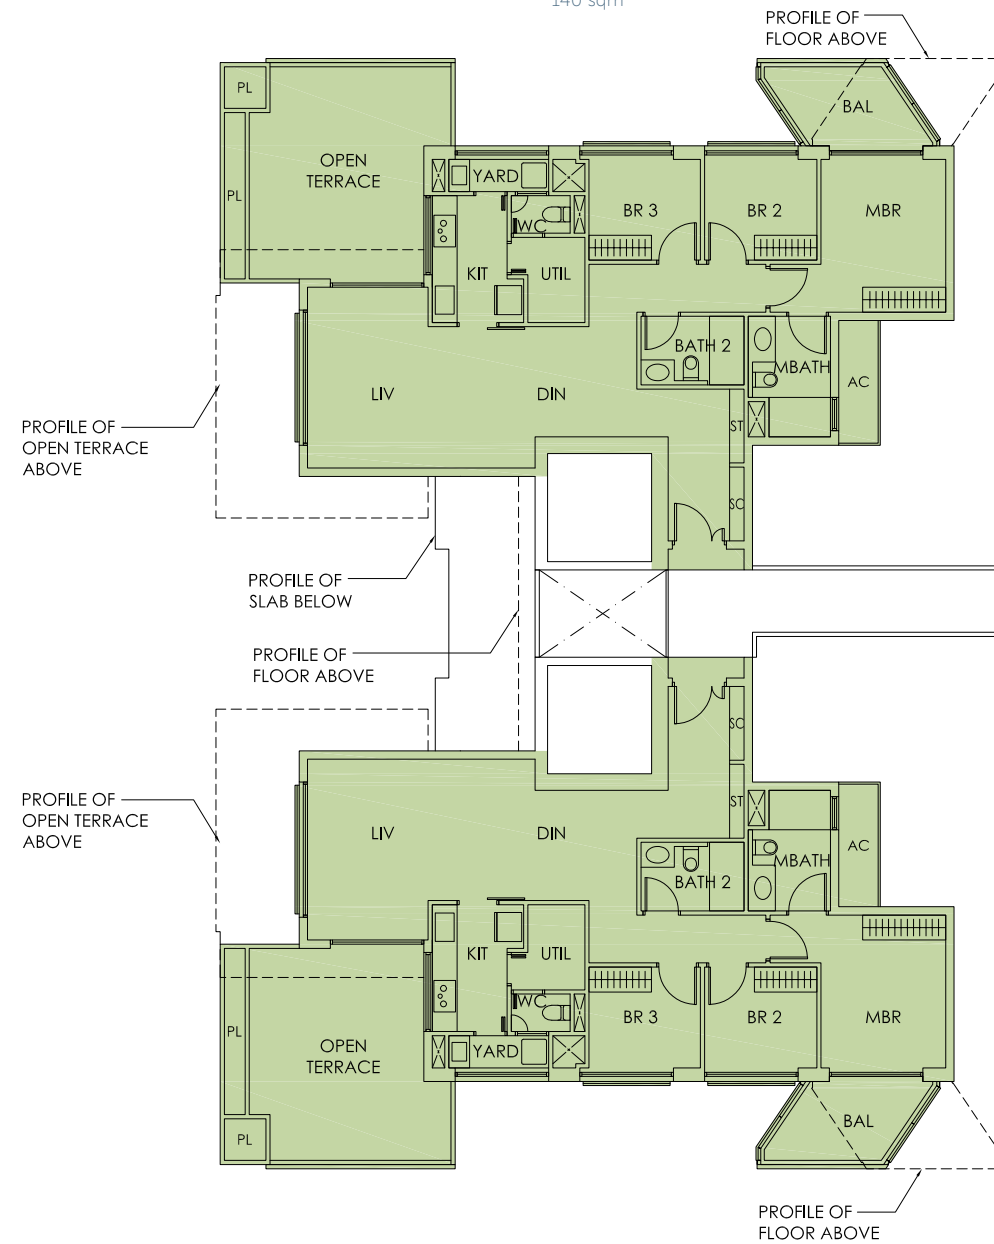 140 sqm
PROFILE OF
FLOOR ABOVE
PL
BAL
OPEN
TERRACE
YARD
PL
BR 3
BR 2
MBR
WC
KIT
UTIL
BATH 2
MBATH
AC
LIV
DIN
ST
PROFILE OF
OPEN TERRACE
ABOVE
SC
PROFILE OF
SLAB BELOW
PROFILE OF
FLOOR ABOVE
SC
PROFILE OF
OPEN TERRACE
ABOVE
ST
LIV
DIN
AC
MBATH
BATH 2
KIT
UTIL
WC
PL
BR 3
BR 2
MBR
OPEN
TERRACE
YARD
BAL
PL
PROFILE OF
FLOOR ABOVE